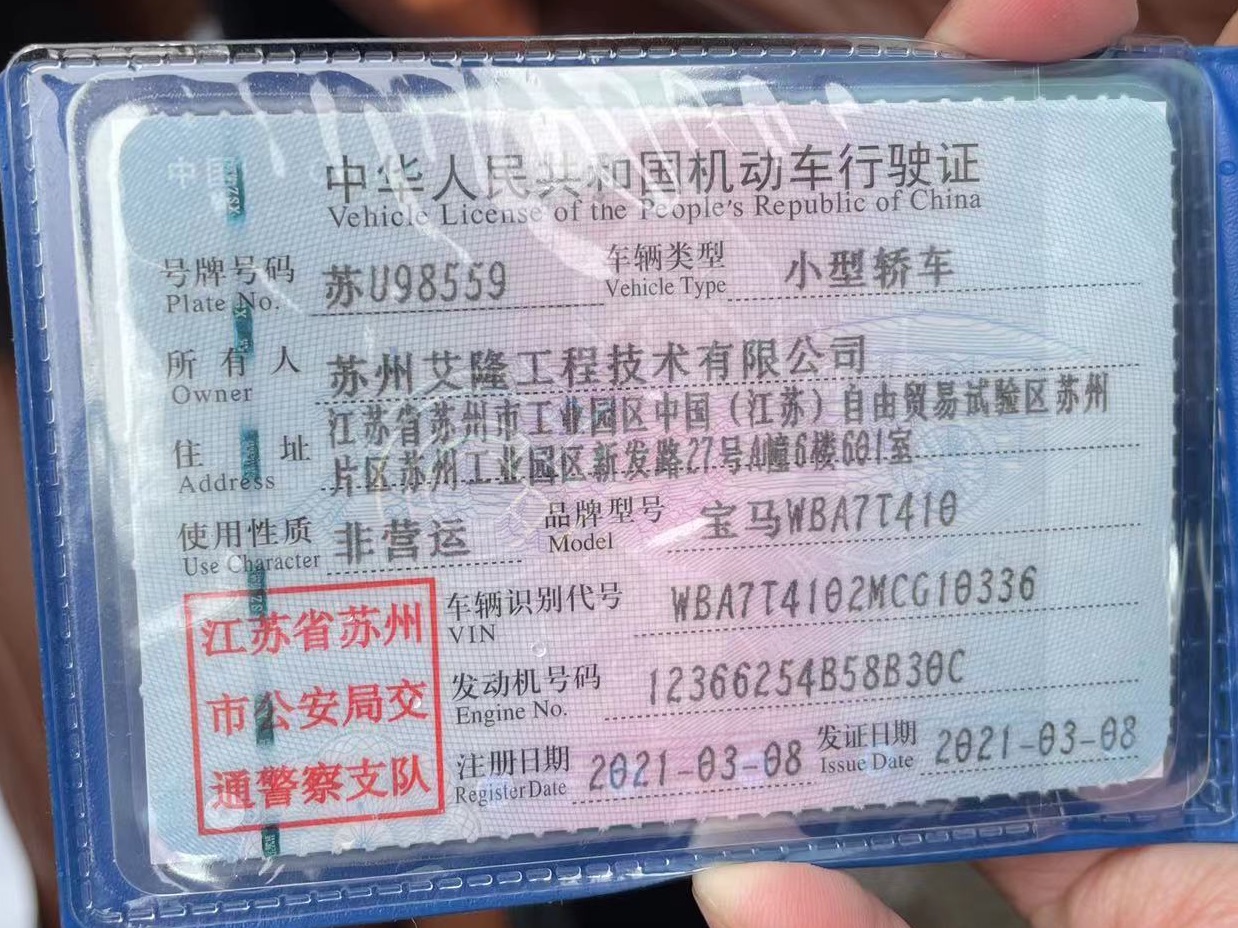 中国
中华人民共和国机动车行驶证
Vehicle License of the People's Republic of China
号牌号码 苏U98559 车辆类型 小型轿车
Plate No. Vehicle Type
所有人 苏州艾隆工程技术有限公司
Owner
住址 江苏省苏州市工业园区中国（江苏）自由贸易试验区苏州
Address 片区苏州工业园区新发路27号A幢6楼601室
使用性质 非营运 品牌型号 宝马WBA7T410
Use Character Model
江苏省苏州
市公安局交
通警察支队
车辆识别代号 WBA7T4102MCG10336
VIN
发动机号码 12366254B58B30C
Engine No.
注册日期 2021-03-08 发证日期 2021-03-08
Register Date Issue Date